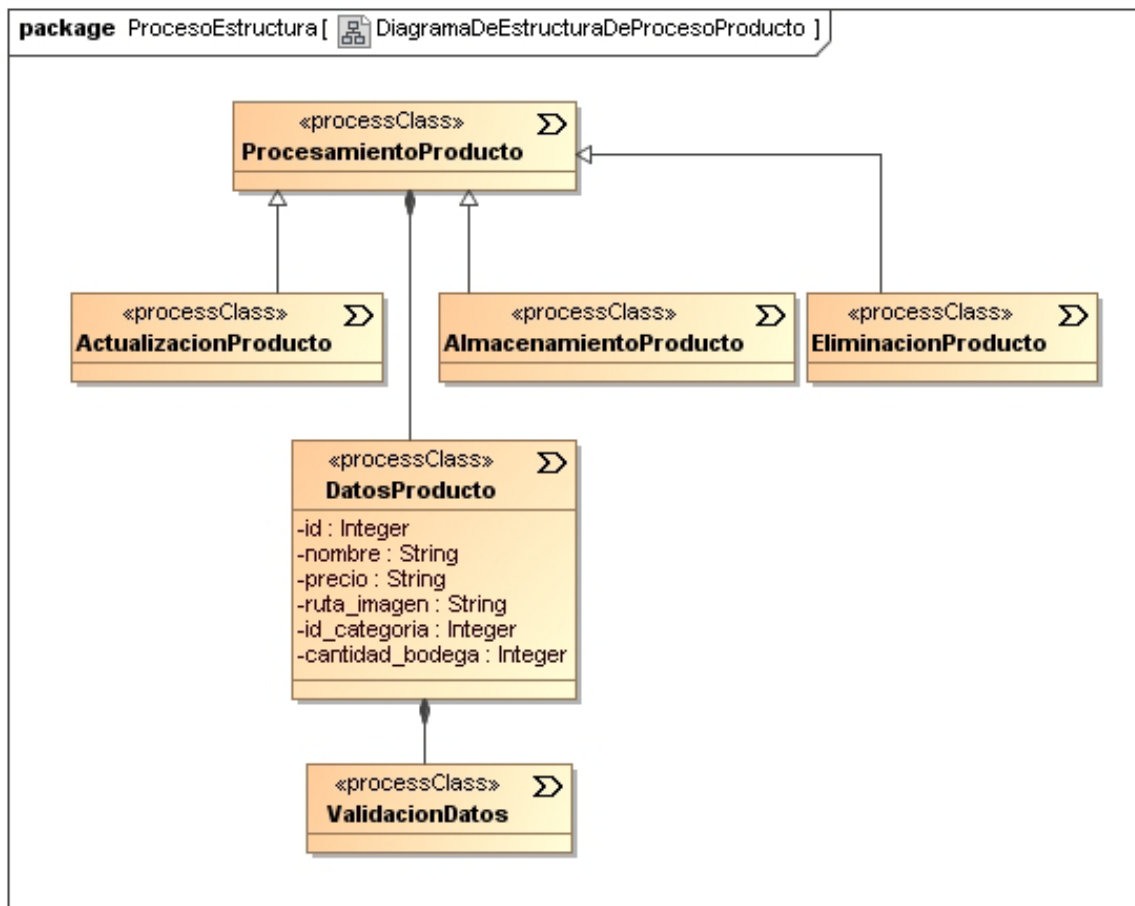 package ProcesoEstructura[ DiagramaDeEstructuraDeProcesoProducto ]
«processClass»
ProcesamientoProducto
«processClass»
ActualizacionProducto
«processClass»
AlmacenamientoProducto
«processClass»
EliminacionProducto
«processClass»
DatosProducto
-id : Integer
-nombre : String
-precio : String
-ruta_imagen : String
-id_categoria : Integer
-cantidad_bodega : Integer
«processClass»
ValidacionDatos